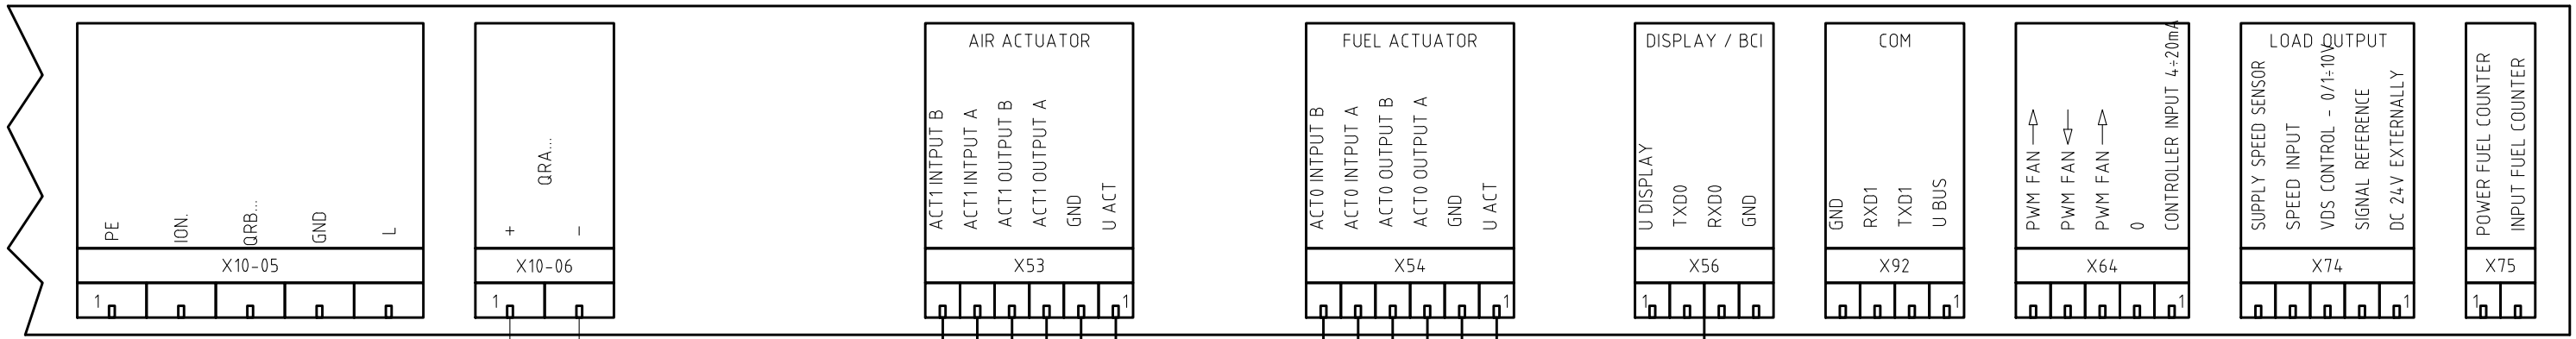 PE
ION.
QRB...
GND
L
X10-05
1
+
QRA...
-
X10-06
1
AIR ACTUATOR
ACT1 INTPUT B
ACT1 INTPUT A
ACT1 OUTPUT B
ACT1 OUTPUT A
GND
U ACT
X53
1
FUEL ACTUATOR
ACT0 INTPUT B
ACT0 INTPUT A
ACT0 OUTPUT B
ACT0 OUTPUT A
GND
U ACT
X54
1
DISPLAY / BCI
U DISPLAY
TXD0
RXD0
GND
X56
1
COM
GND
RXD1
TXD1
U BUS
X92
1
PWM FAN
PWM FAN
PWM FAN
0
CONTROLLER INPUT 4÷20mA
X64
1
LOAD OUTPUT
SUPPLY SPEED SENSOR
SPEED INPUT
VDS CONTROL - 0/1÷10V
SIGNAL REFERENCE
DC 24V EXTERNALLY
X74
1
POWER FUEL COUNTER
INPUT FUEL COUNTER
X75
1